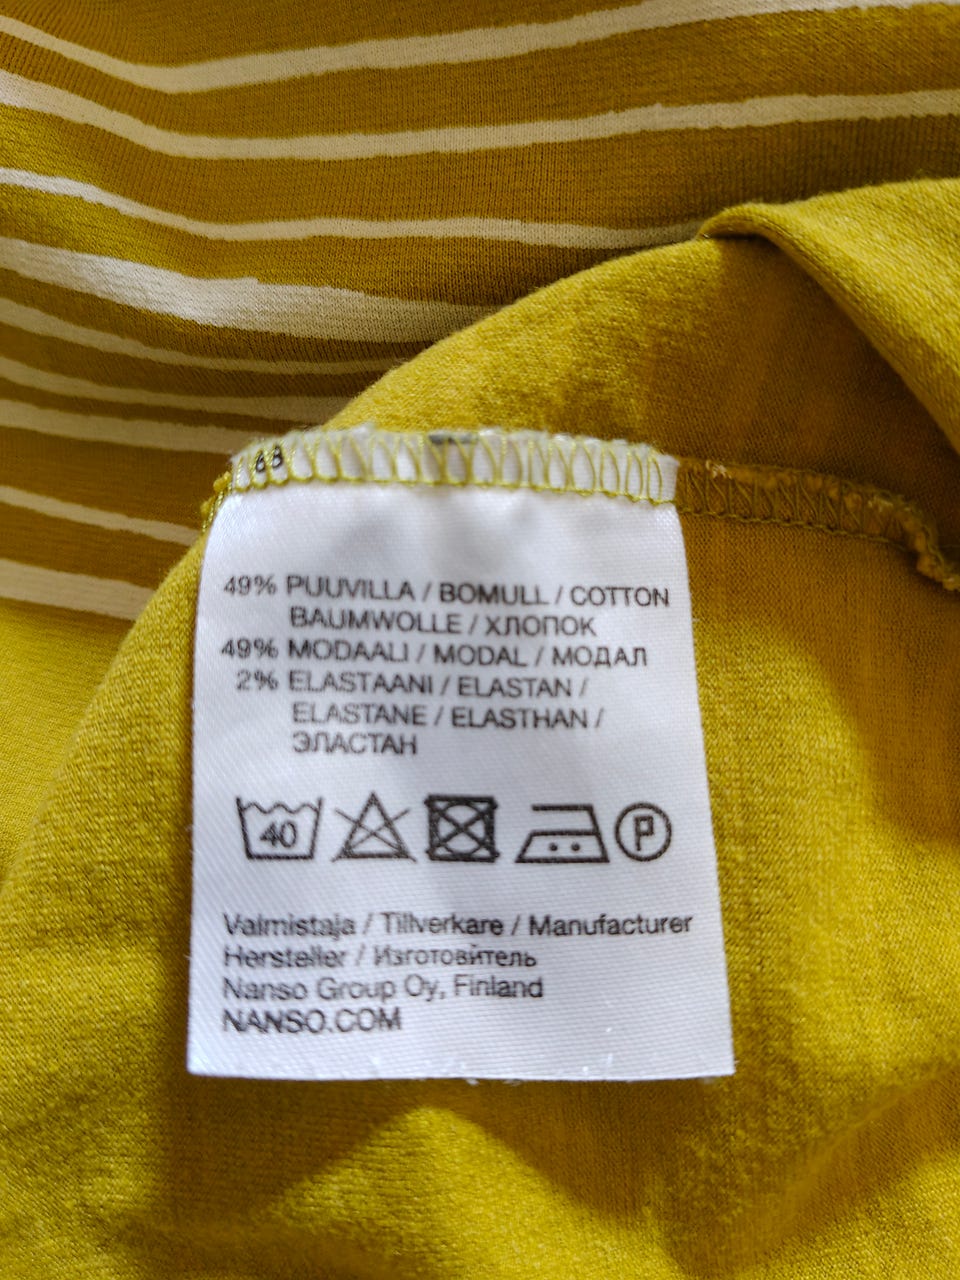 49% PUUVILLA / BOMULL / COTTON
BAUMWOLLE / ХЛОПОК
49% MODAALI / MODAL / МОДАЛ
2% ELASTAANI / ELASTAN /
ELASTANE / ELASTHAN /
ЭЛАСТАН
40
P
Valmistaja / Tillverkare / Manufacturer
Hersteller / Изготовитель
Nanso Group Oy, Finland
NANSO.COM